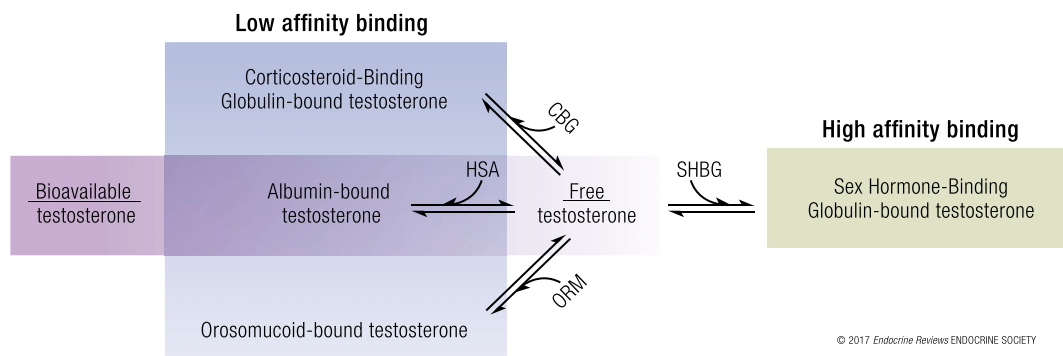 Low affinity binding
Corticosteroid-Binding
Globulin-bound testosterone
CBG
High affinity binding
Bioavailable
testosterone
Albumin-bound
testosterone
HSA
Free
testosterone
SHBG
Sex Hormone-Binding
Globulin-bound testosterone
ORM
Orosomucoid-bound testosterone
© 2017 Endocrine Reviews ENDOCRINE SOCIETY